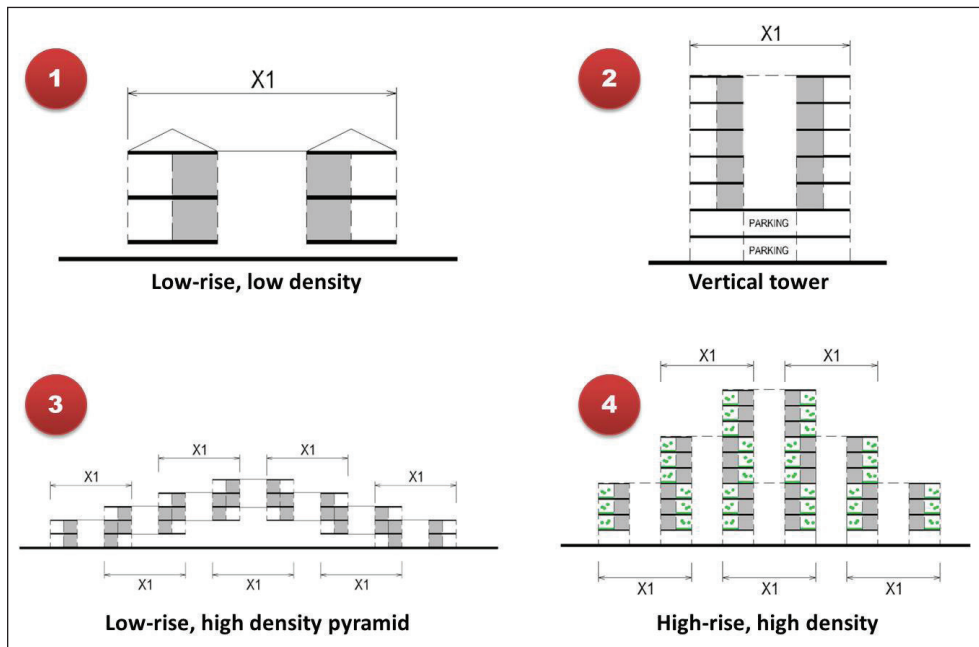 1
X1
Low-rise, low density
2
X1
PARKING
PARKING
Vertical tower
3
X1
X1
X1
X1
X1
X1
X1
Low-rise, high density pyramid
4
X1
X1
X1
X1
X1
High-rise, high density